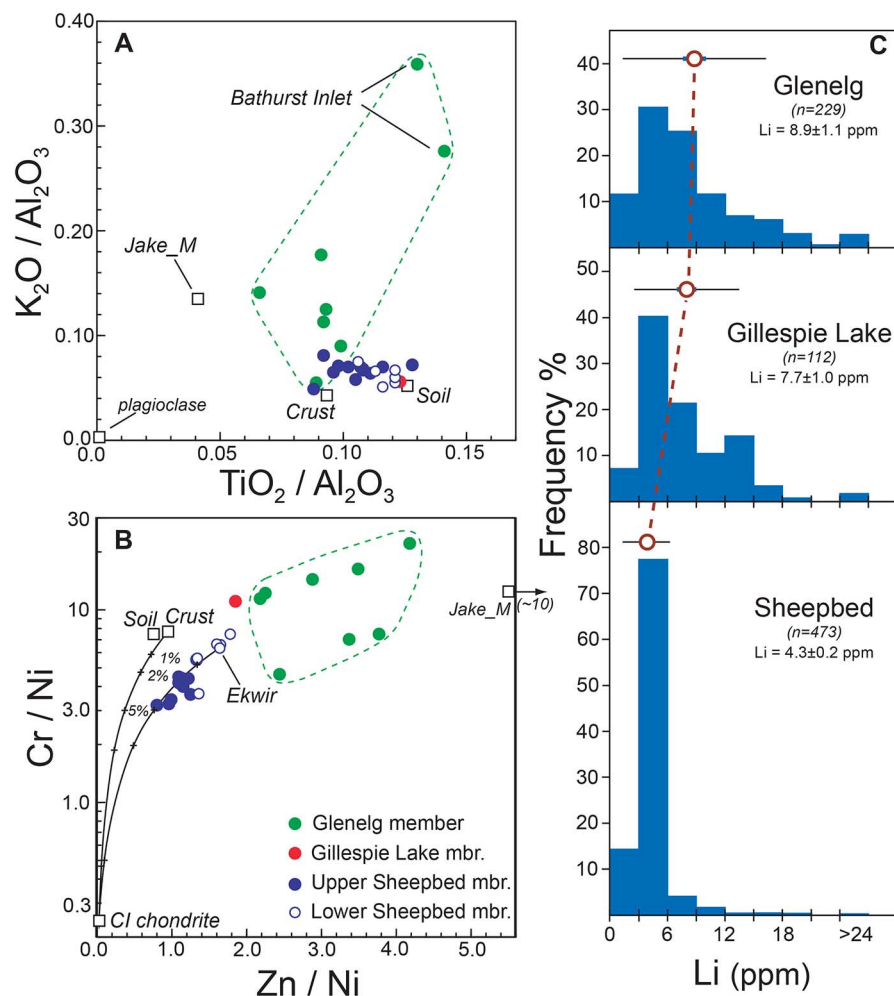 A
0.40
0.30
0.20
0.10
0.0
K2O / Al2O3
Bathurst Inlet
Jake_M
plagioclase
Crust
Soil
0.0
0.05
0.10
0.15
TiO2 / Al2O3
B
30
10
3.0
1.0
0.3
Cr / Ni
Soil
Crust
1%
2%
5%
Ekwir
Jake_M (~10)
Glenelg member
Gillespie Lake mbr.
Upper Sheepbed mbr.
Lower Sheepbed mbr.
CI chondrite
0.0
1.0
2.0
3.0
4.0
5.0
Zn / Ni
C
40
30
20
10
Glenelg
(n=229)
Li = 8.9±1.1 ppm
50
40
30
20
10
Gillespie Lake
(n=112)
Li = 7.7±1.0 ppm
Frequency %
80
70
60
50
40
30
20
10
Sheepbed
(n=473)
Li = 4.3±0.2 ppm
0
6
12
18
>24
Li (ppm)